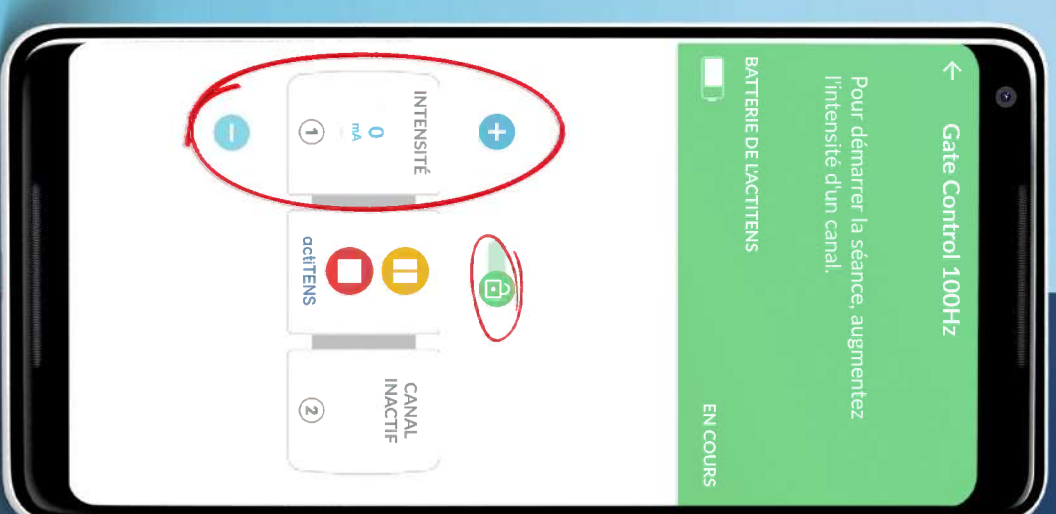 Gate Control 100Hz
Pour démarrer la séance, augmentez
l'intensité d'un canal.
BATTERIE DE L'ACTITENS
EN COURS
INTENSITÉ
0
mA
1
actiTENS
CANAL
INACTIF
2